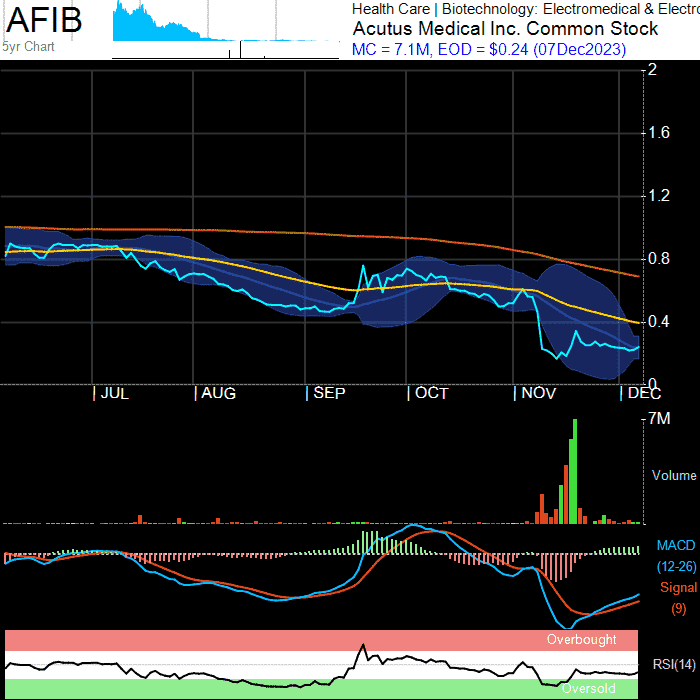 AFIB
5yr Chart
Health Care | Biotechnology: Electromedical & Electro
Acutus Medical Inc. Common Stock
MC = 7.1M, EOD = $0.24 (07Dec2023)
2
1.6
1.2
0.8
0.4
0
JUL
AUG
SEP
OCT
NOV
DEC
7M
Volume
MACD
(12-26)
Signal
(9)
Overbought
RSI(14)
Oversold